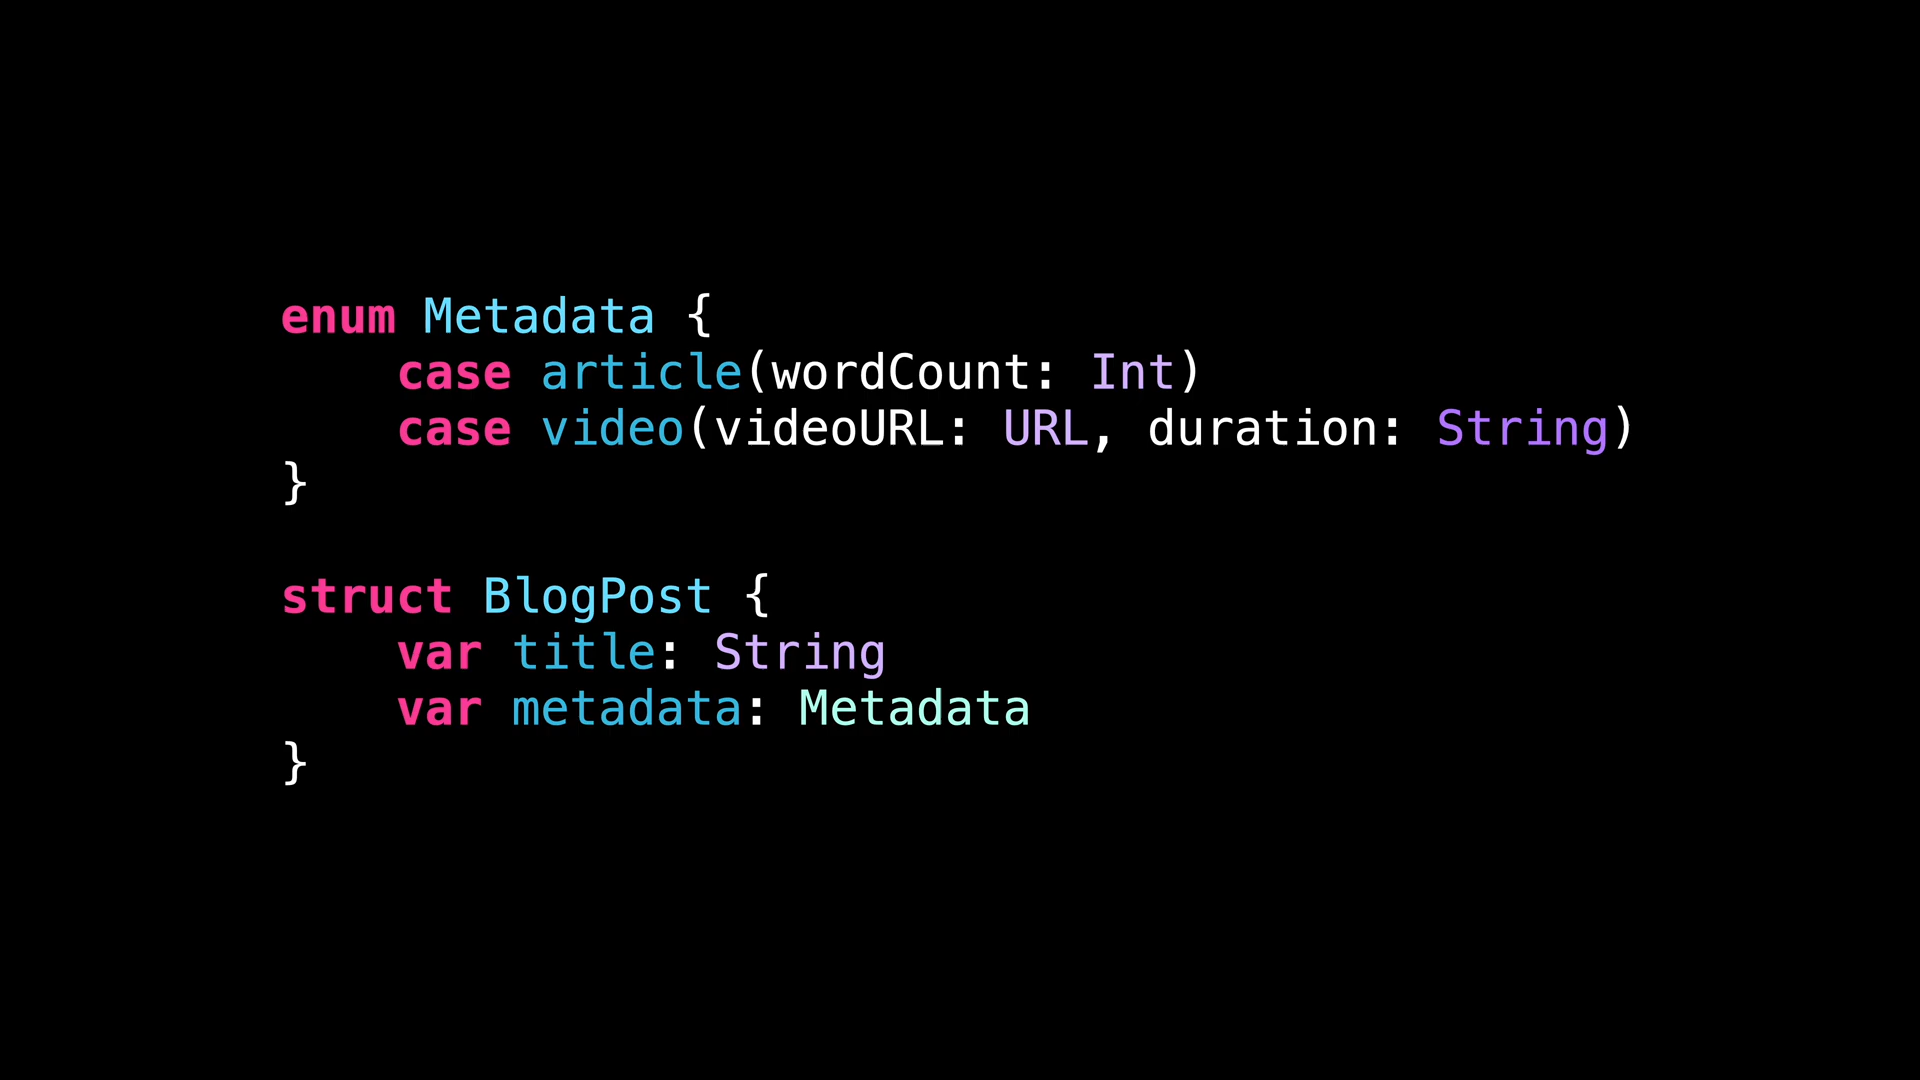 enum Metadata {
    case article(wordCount: Int)
    case video(videoURL: URL, duration: String)
}

struct BlogPost {
    var title: String
    var metadata: Metadata
}